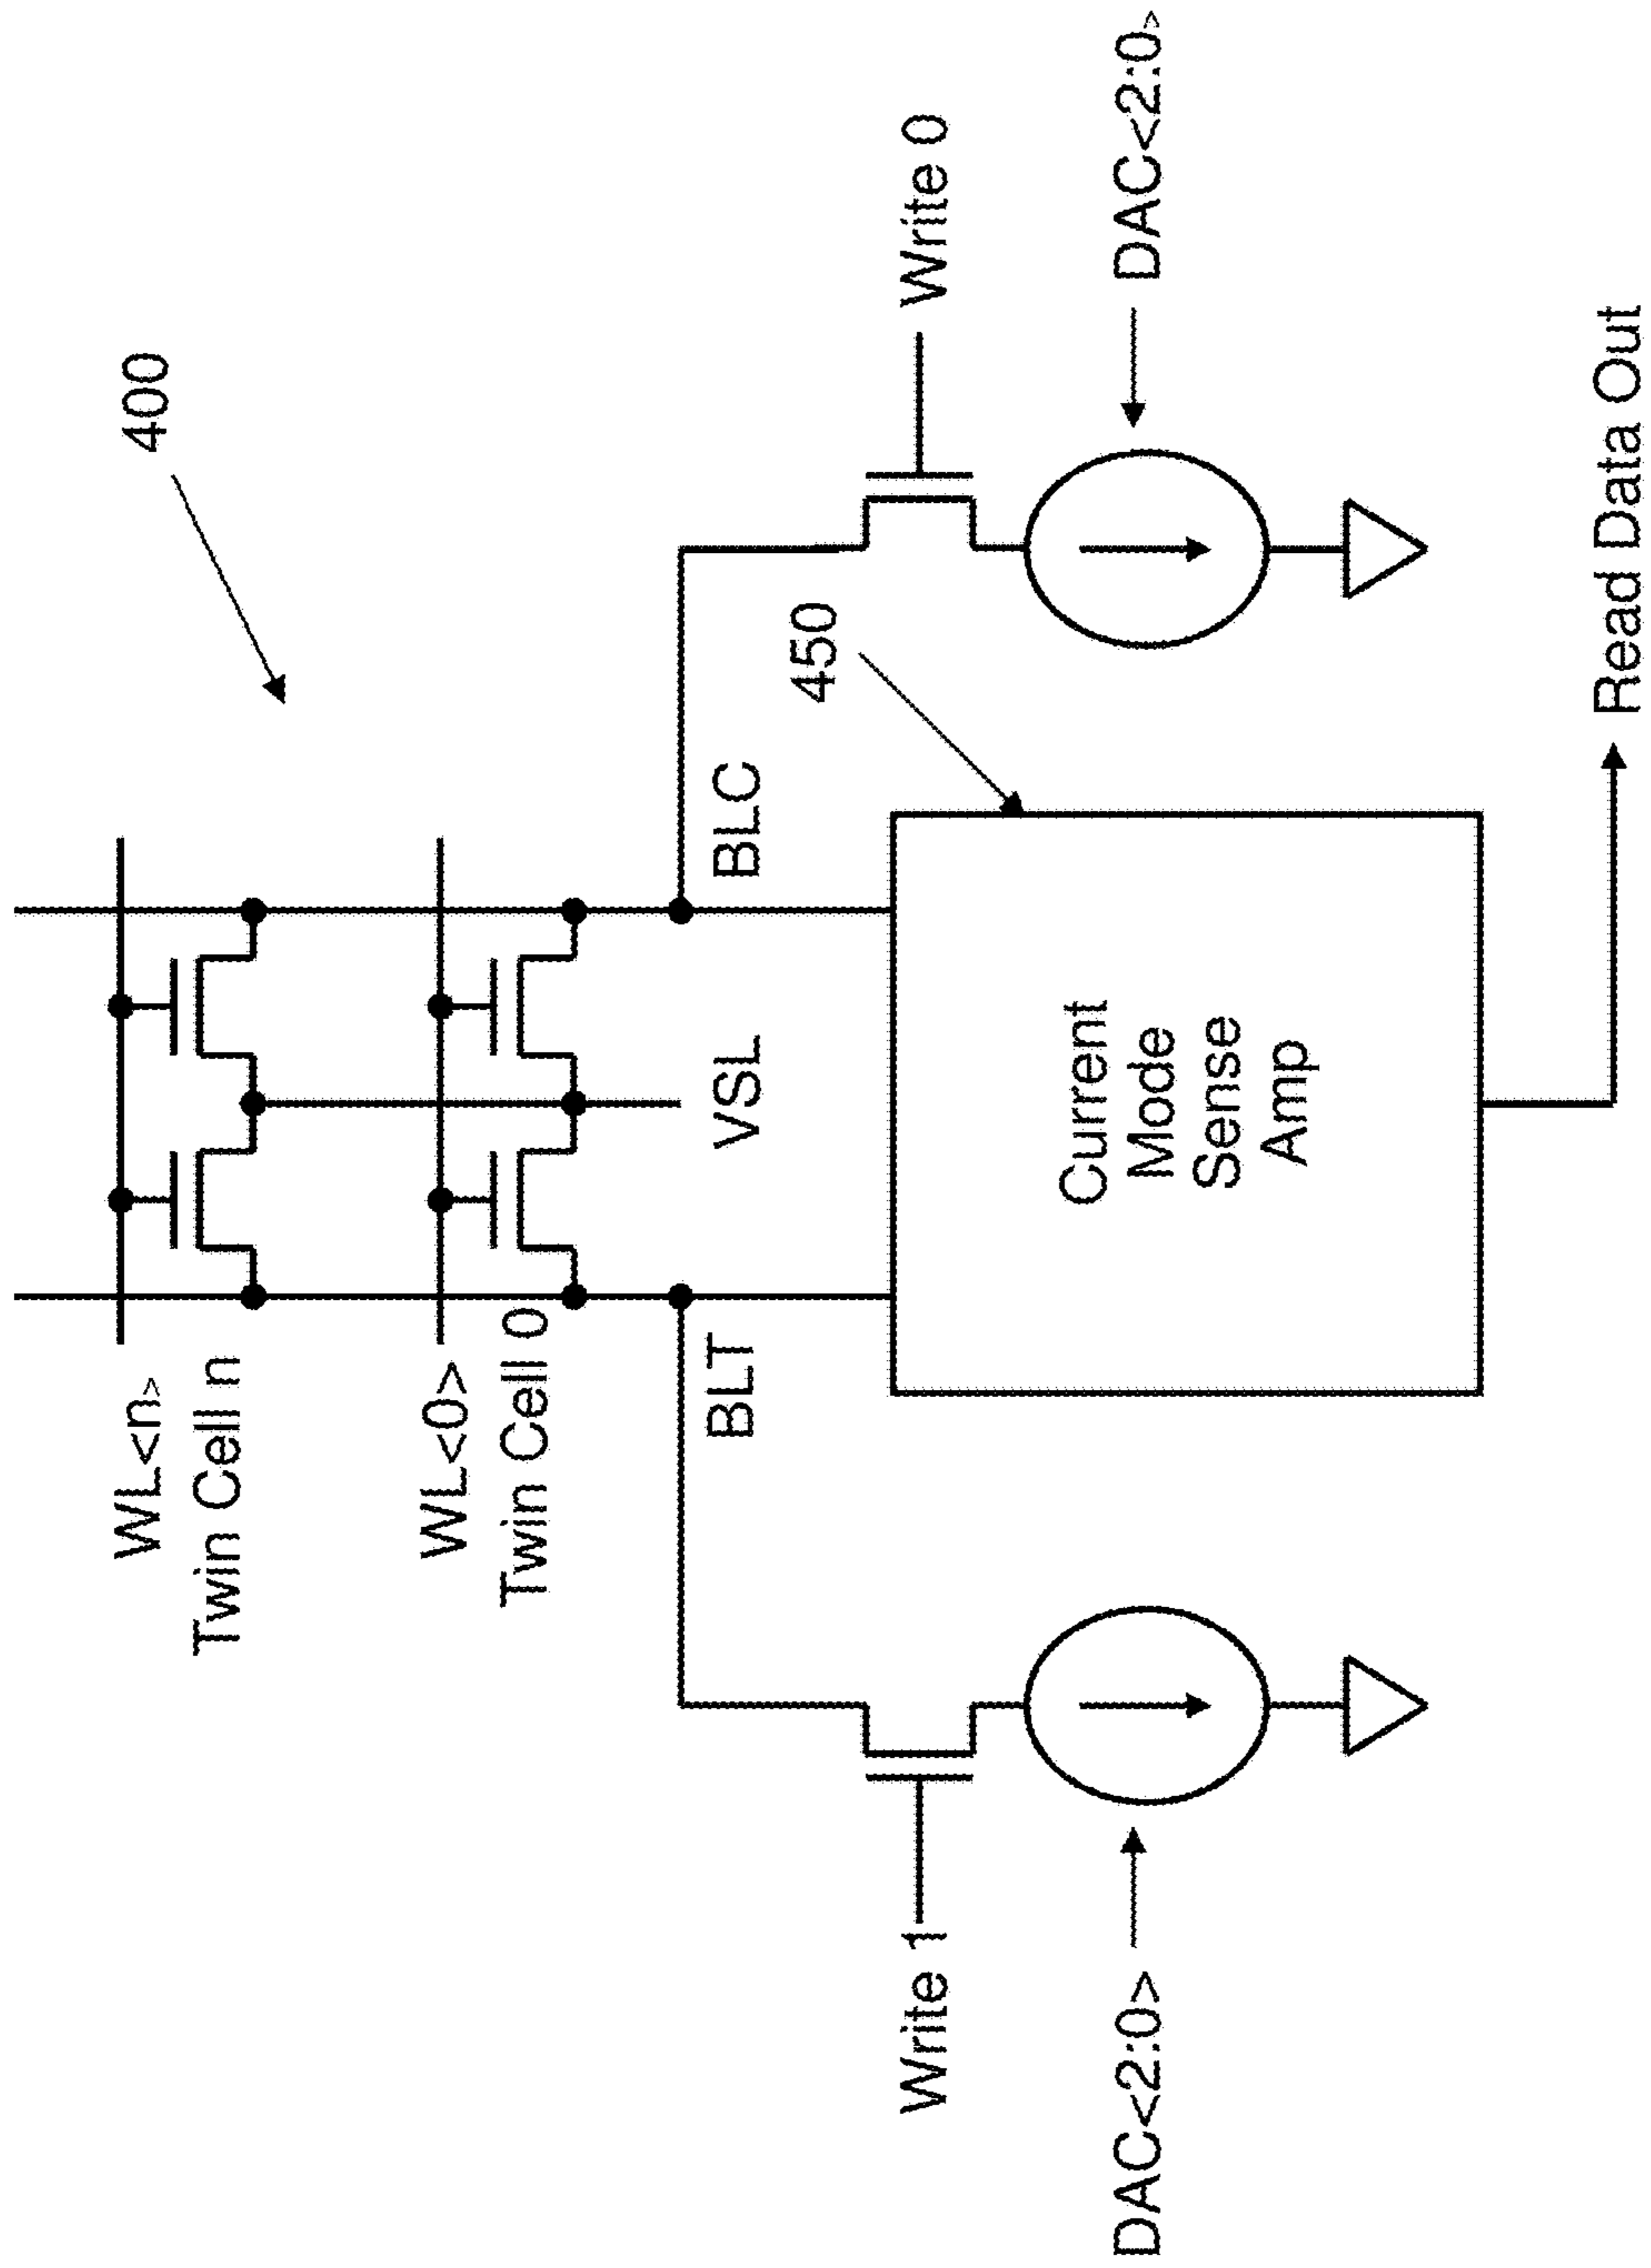 400
WL<n>
Twin Cell n
WL<0>
Twin Cell 0
BLT
VSL
BLC
450
Write 1
Write 0
Current
Mode
Sense
Amp
DAC<2:0>
DAC<2:0>
Read Data Out